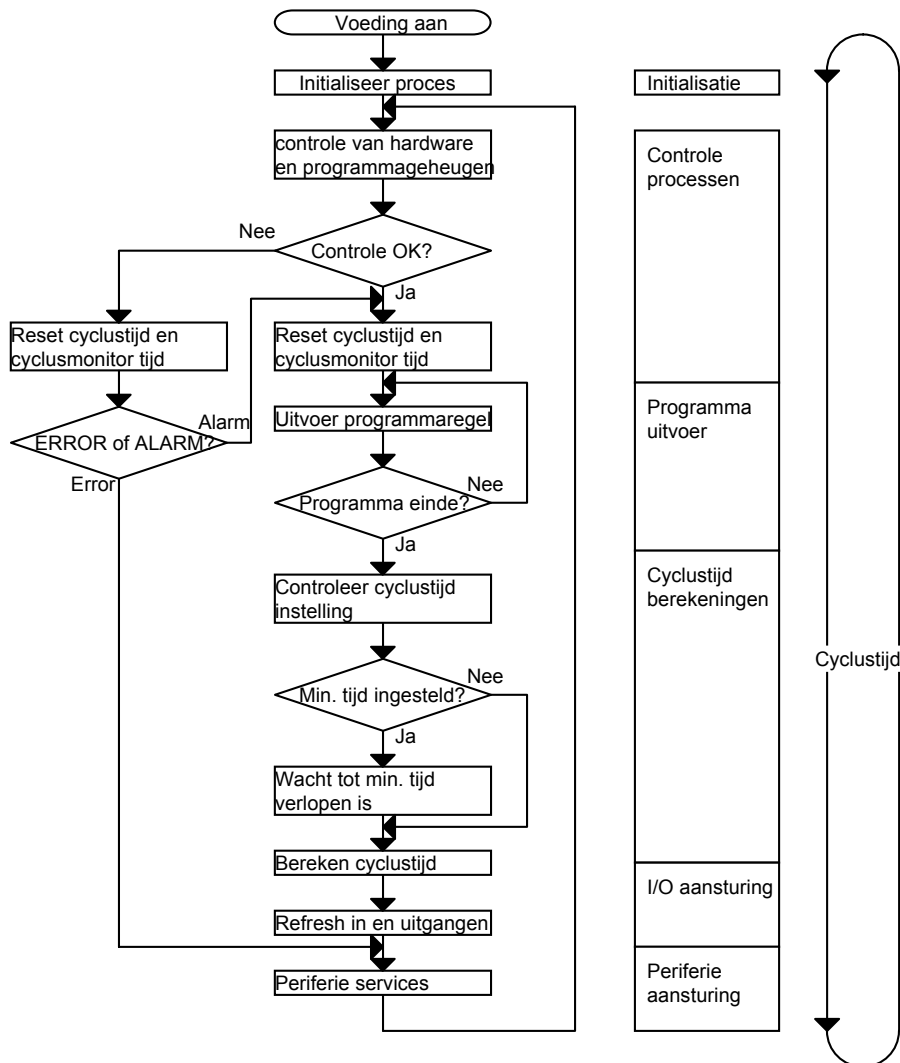 Voeding aan
Initialiseer proces
controle van hardware
en programmageheugen
Nee
Controle OK?
Ja
Reset cyclustijd en
cyclusmonitor tijd
Reset cyclustijd en
cyclusmonitor tijd
Alarm
ERROR of ALARM?
Error
Uitvoer programmaregel
Nee
Programma einde?
Ja
Controleer cyclustijd
instelling
Nee
Min. tijd ingesteld?
Ja
Wacht tot min. tijd
verlopen is
Bereken cyclustijd
Refresh in en uitgangen
Periferie services
Initialisatie
Controle
processen
Programma
uitvoer
Cyclustijd
berekeningen
I/O aansturing
Periferie
aansturing
Cyclustijd